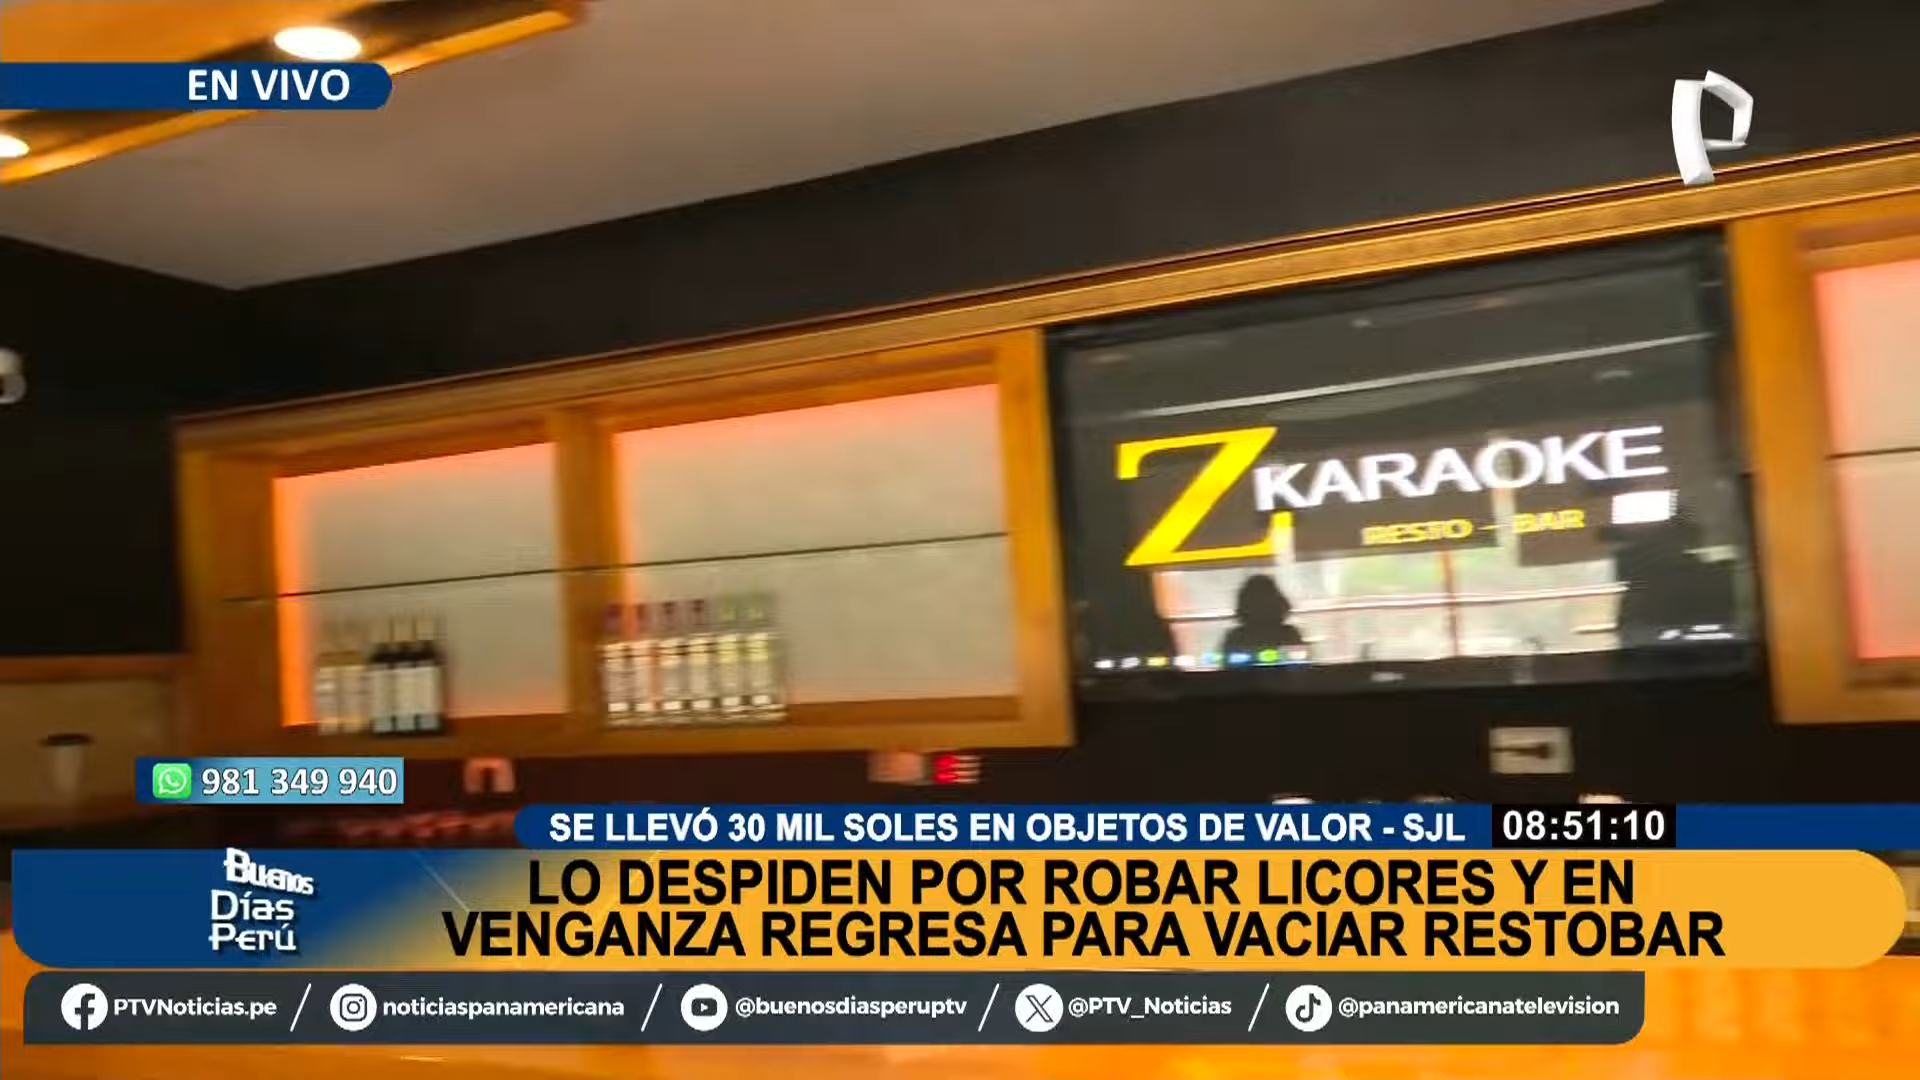 EN VIVO
Z KARAOKE
RESTO - BAR
981 349 940
SE LLEVÓ 30 MIL SOLES EN OBJETOS DE VALOR - SJL
08:51:10
Buenos
Días
Perú
LO DESPIDEN POR ROBAR LICORES Y EN
VENGANZA REGRESA PARA VACIAR RESTOBAR
PTVNoticias.pe / noticiaspanamericana / @buenosdiasperuptv / @PTV_Noticias / @panamericanatelevision